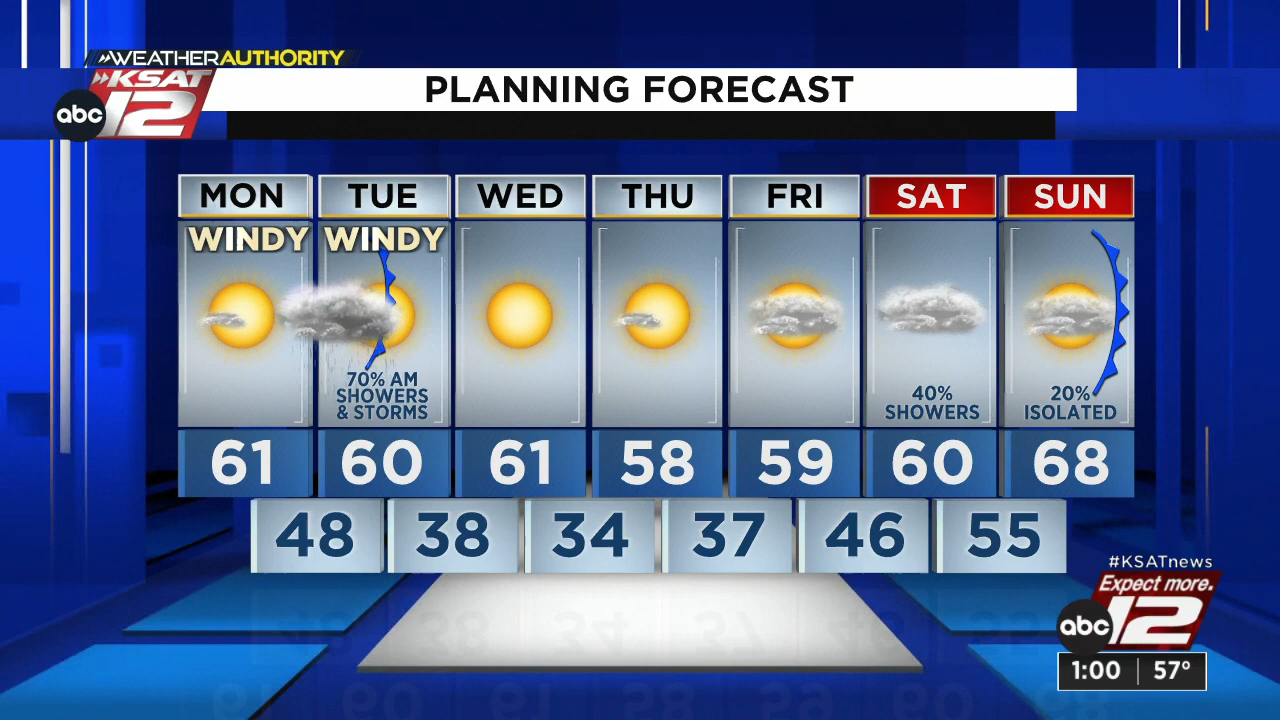 WEATHERAUTHORITY
KSAT
abc 12
PLANNING FORECAST
MON TUE WED THU FRI SAT SUN
WINDY WINDY
70% AM
SHOWERS
& STORMS
40%
SHOWERS
20%
ISOLATED
61 60 61 58 59 60 68
48 38 34 37 46 55
#KSATnews
Expect more.
abc 12
1:00 57°